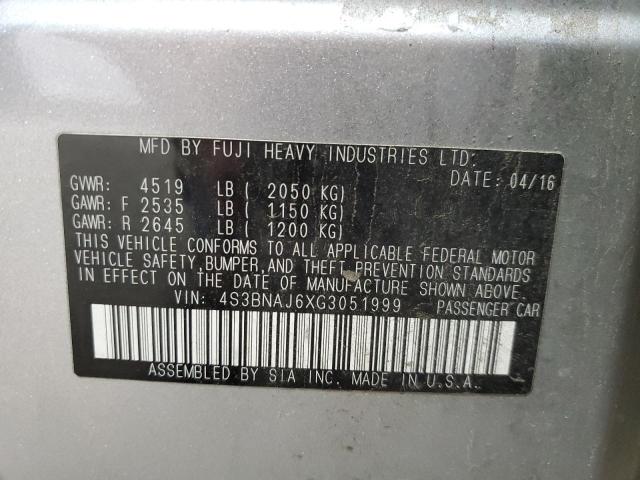 MFD BY FUJI HEAVY INDUSTRIES LTD.
DATE: 04/16
GVWR: 4519 LB ( 2050 KG)
GAWR: F 2535 LB ( 1150 KG)
GAWR: R 2645 LB ( 1200 KG)
THIS VEHICLE CONFORMS TO ALL APPLICABLE FEDERAL MOTOR
VEHICLE SAFETY, BUMPER, AND THEFT PREVENTION STANDARDS
IN EFFECT ON THE DATE OF MANUFACTURE SHOWN ABOVE.
VIN: 4S3BNAJ6XG3051999 PASSENGER CAR
ASSEMBLED BY SIA INC. MADE IN U.S.A.